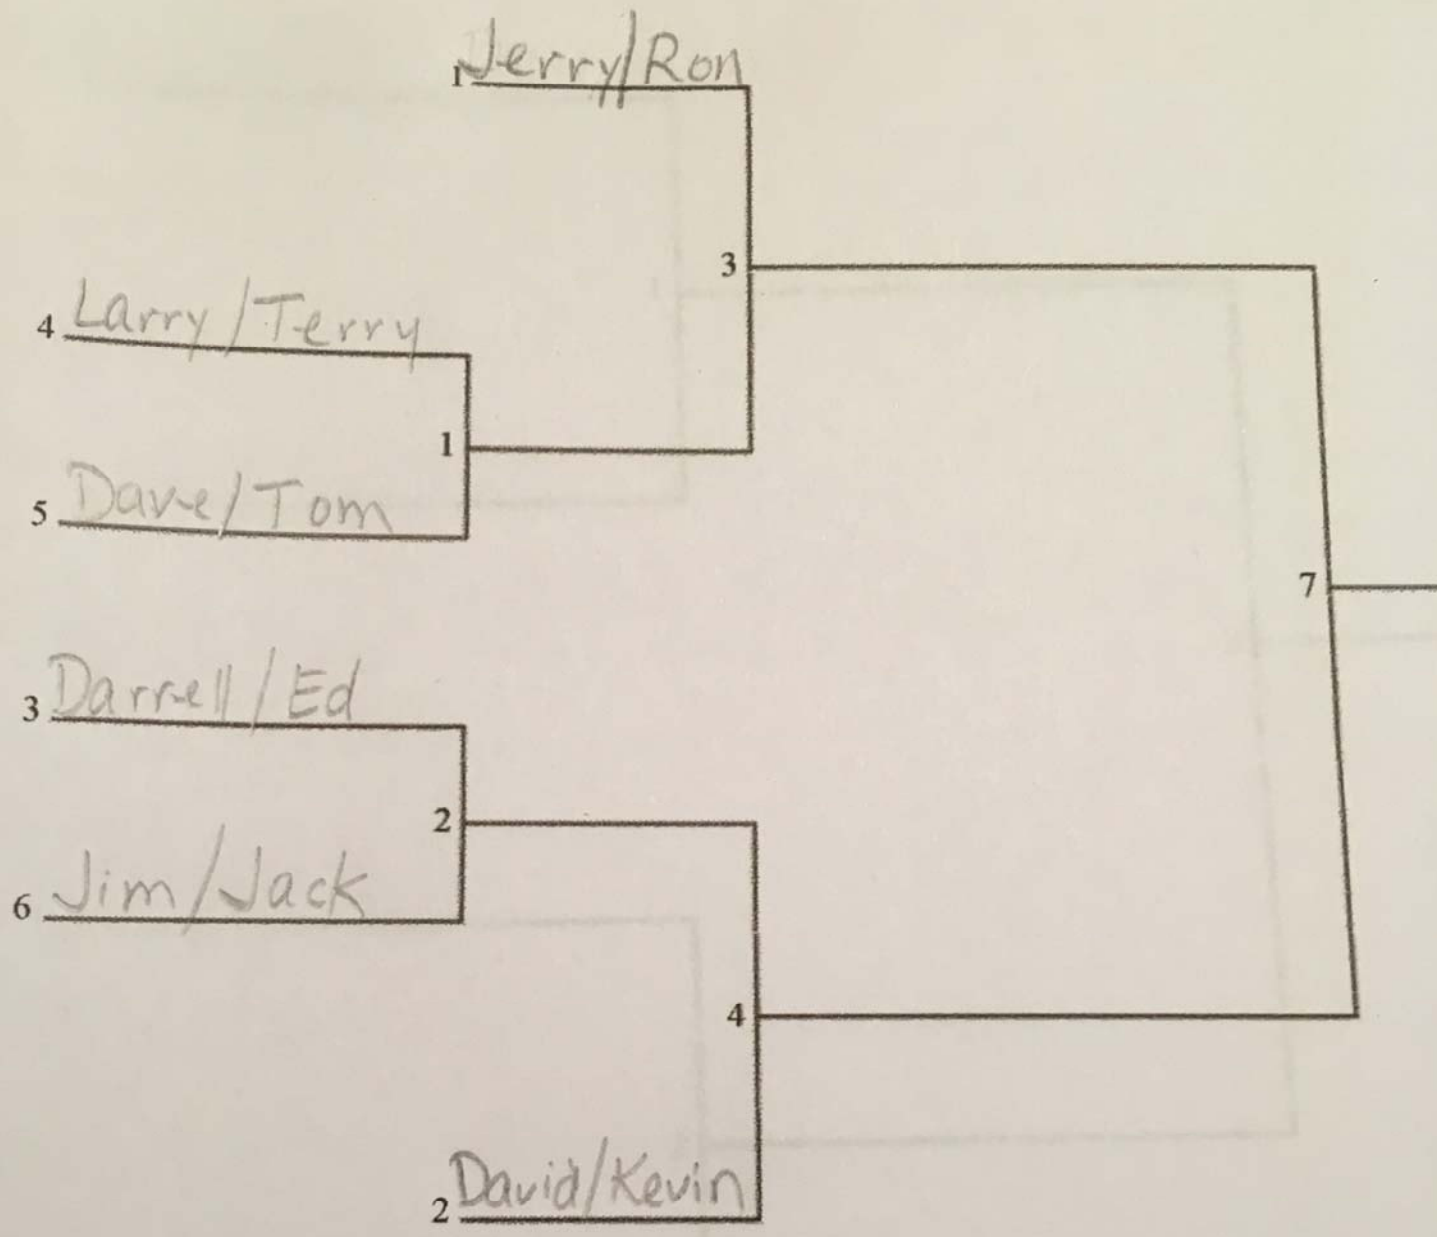 1 Jerry/Ron
3
4 Larry/Terry
1
5 Dave/Tom
7
3 Darrell/Ed
2
6 Jim/Jack
4
2 David/Kevin